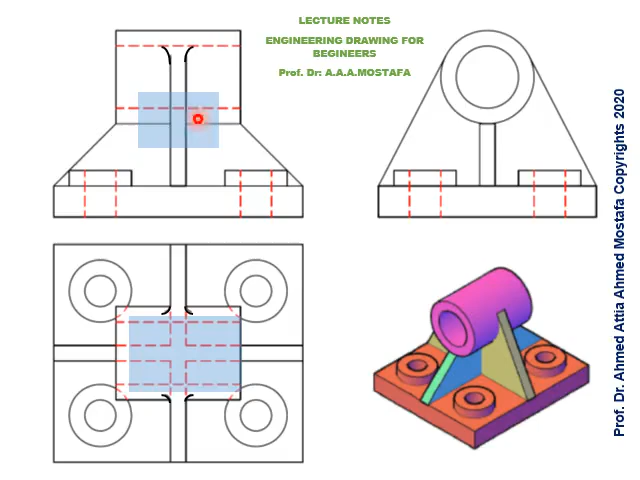 LECTURE NOTES
ENGINEERING DRAWING FOR
BEGINEERS
Prof. Dr: A.A.A.MOSTAFA
Prof. Dr. Ahmed Attia Ahmed Mostafa Copyrights 2020